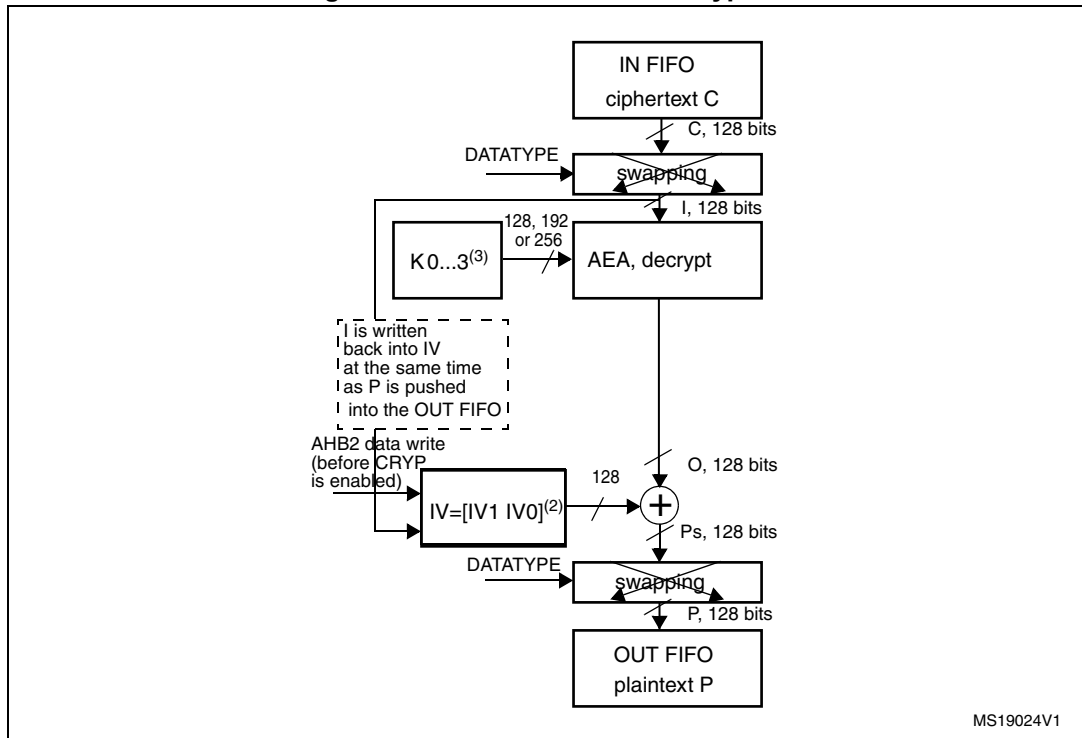 IN FIFO
ciphertext C
C, 128 bits
DATATYPE
swapping
I, 128 bits
128, 192
or 256
K 0...3(3)
AEA, decrypt
I is written
back into IV
at the same time
as P is pushed
into the OUT FIFO
AHB2 data write
(before CRYP
is enabled)
IV=[IV1 IV0](2)
128
O, 128 bits
+
Ps, 128 bits
DATATYPE
swapping
P, 128 bits
OUT FIFO
plaintext P
MS19024V1